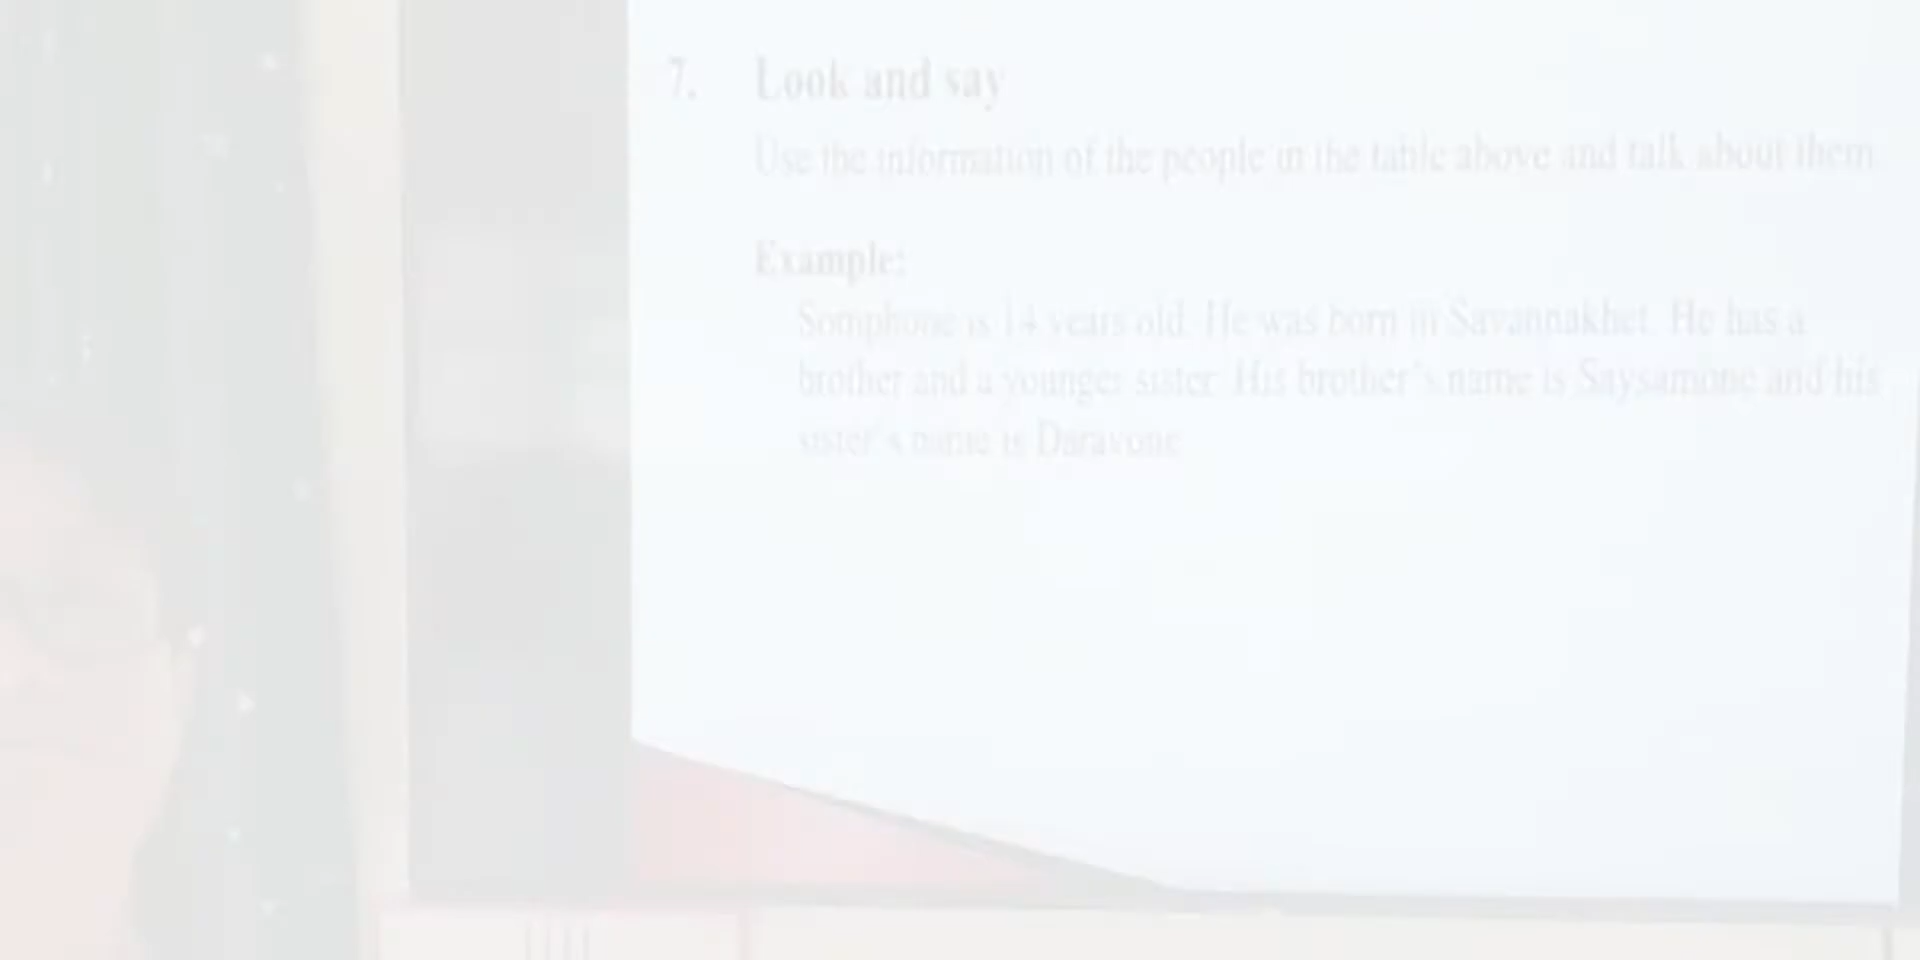 7. Look and say
Use the information of the people in the table above and talk about them.
Example:
Somphone is 14 years old. He was born in Savannakhet. He has a
brother and a younger sister. His brother's name is Saysamone and his
sister's name is Daravone